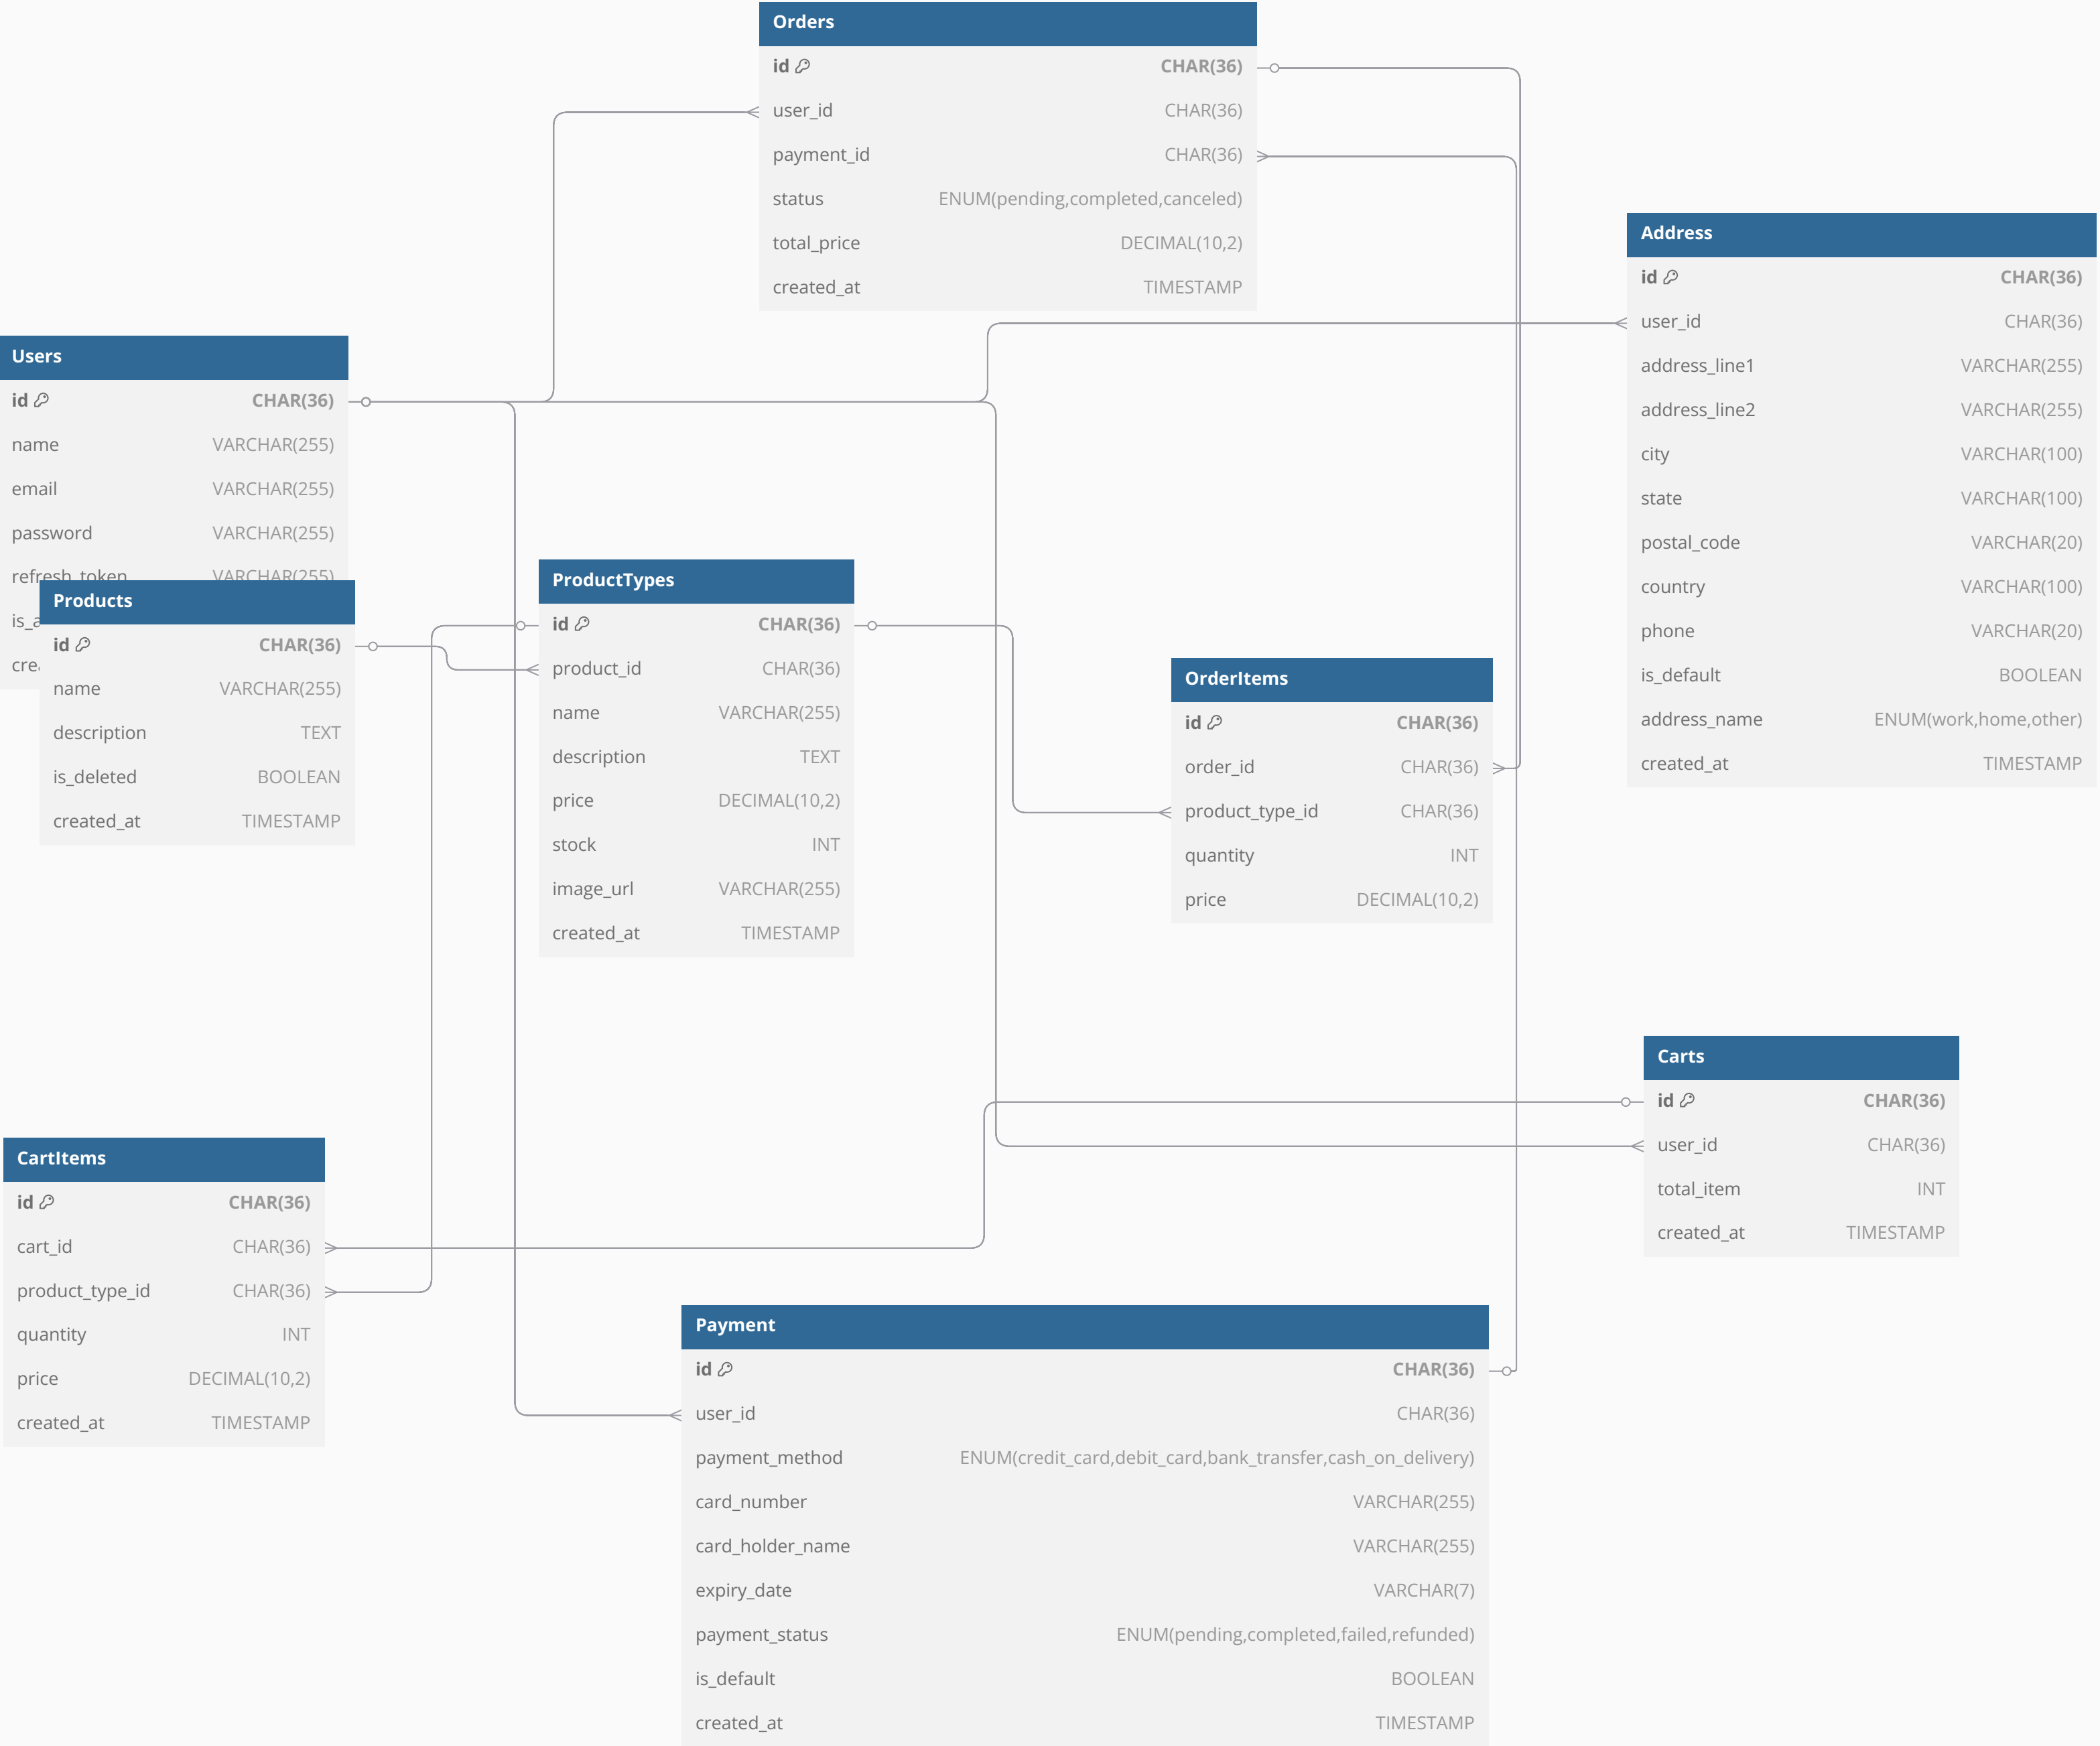 Orders
id CHAR(36)
user_id CHAR(36)
payment_id CHAR(36)
status ENUM(pending,completed,canceled)
total_price DECIMAL(10,2)
created_at TIMESTAMP
Address
id CHAR(36)
user_id CHAR(36)
address_line1 VARCHAR(255)
address_line2 VARCHAR(255)
city VARCHAR(100)
state VARCHAR(100)
postal_code VARCHAR(20)
country VARCHAR(100)
phone VARCHAR(20)
is_default BOOLEAN
address_name ENUM(work,home,other)
created_at TIMESTAMP
Users
id CHAR(36)
name VARCHAR(255)
email VARCHAR(255)
password VARCHAR(255)
refresh_token VARCHAR(255)
Products
id CHAR(36)
name VARCHAR(255)
description TEXT
is_deleted BOOLEAN
created_at TIMESTAMP
ProductTypes
id CHAR(36)
product_id CHAR(36)
name VARCHAR(255)
description TEXT
price DECIMAL(10,2)
stock INT
image_url VARCHAR(255)
created_at TIMESTAMP
OrderItems
id CHAR(36)
order_id CHAR(36)
product_type_id CHAR(36)
quantity INT
price DECIMAL(10,2)
Carts
id CHAR(36)
user_id CHAR(36)
total_item INT
created_at TIMESTAMP
CartItems
id CHAR(36)
cart_id CHAR(36)
product_type_id CHAR(36)
quantity INT
price DECIMAL(10,2)
created_at TIMESTAMP
Payment
id CHAR(36)
user_id CHAR(36)
payment_method ENUM(credit_card,debit_card,bank_transfer,cash_on_delivery)
card_number VARCHAR(255)
card_holder_name VARCHAR(255)
expiry_date VARCHAR(7)
payment_status ENUM(pending,completed,failed,refunded)
is_default BOOLEAN
created_at TIMESTAMP